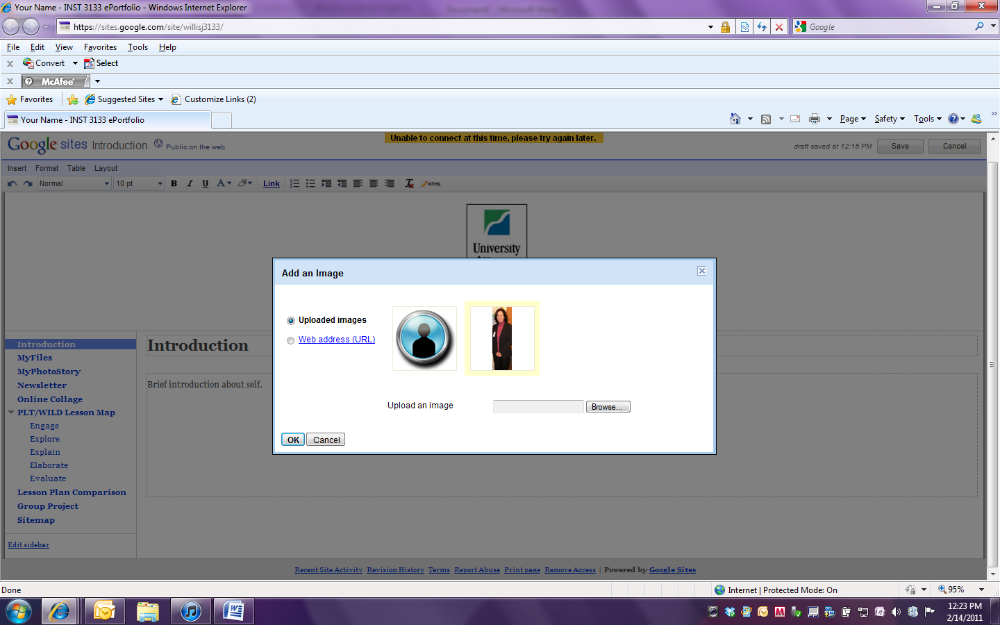 Your Name - INST 3133 ePortfolio - Windows Internet Explorer
https://sites.google.com/site/willisj3133/
Google
File Edit View Favorites Tools Help
x Convert Select
x McAfee
Favorites Suggested Sites Customize Links (2)
Your Name - INST 3133 ePortfolio
Page Safety Tools
Unable to connect at this time, please try again later.
Google sites Introduction Public on the web
draft saved at 12:15 PM Save Cancel
Insert Format Table Layout
Normal 10 pt B I U A Link T HTML
University
Add an Image
Uploaded images
Web address (URL)
Upload an image Browse...
OK Cancel
Introduction
MyFiles
MyPhotoStory
Newsletter
Online Collage
PLT/WILD Lesson Map
Engage
Explore
Explain
Elaborate
Evaluate
Lesson Plan Comparison
Group Project
Sitemap
Edit sidebar
Introduction
Brief introduction about self.
Recent Site Activity Revision History Terms Report Abuse Print page Remove Access | Powered by Google Sites
Done
Internet | Protected Mode: On
95%
12:23 PM
2/14/2011